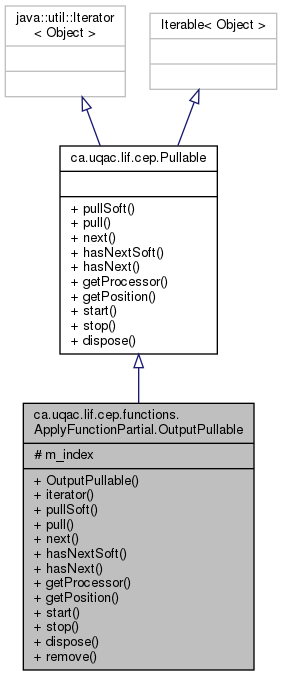 java::util::Iterator
< Object >
Iterable< Object >
ca.uqac.lif.cep.Pullable
+ pullSoft()
+ pull()
+ next()
+ hasNextSoft()
+ hasNext()
+ getProcessor()
+ getPosition()
+ start()
+ stop()
+ dispose()
ca.uqac.lif.cep.functions.
ApplyFunctionPartial.OutputPullable
# m_index
+ OutputPullable()
+ iterator()
+ pullSoft()
+ pull()
+ next()
+ hasNextSoft()
+ hasNext()
+ getProcessor()
+ getPosition()
+ start()
+ stop()
+ dispose()
+ remove()